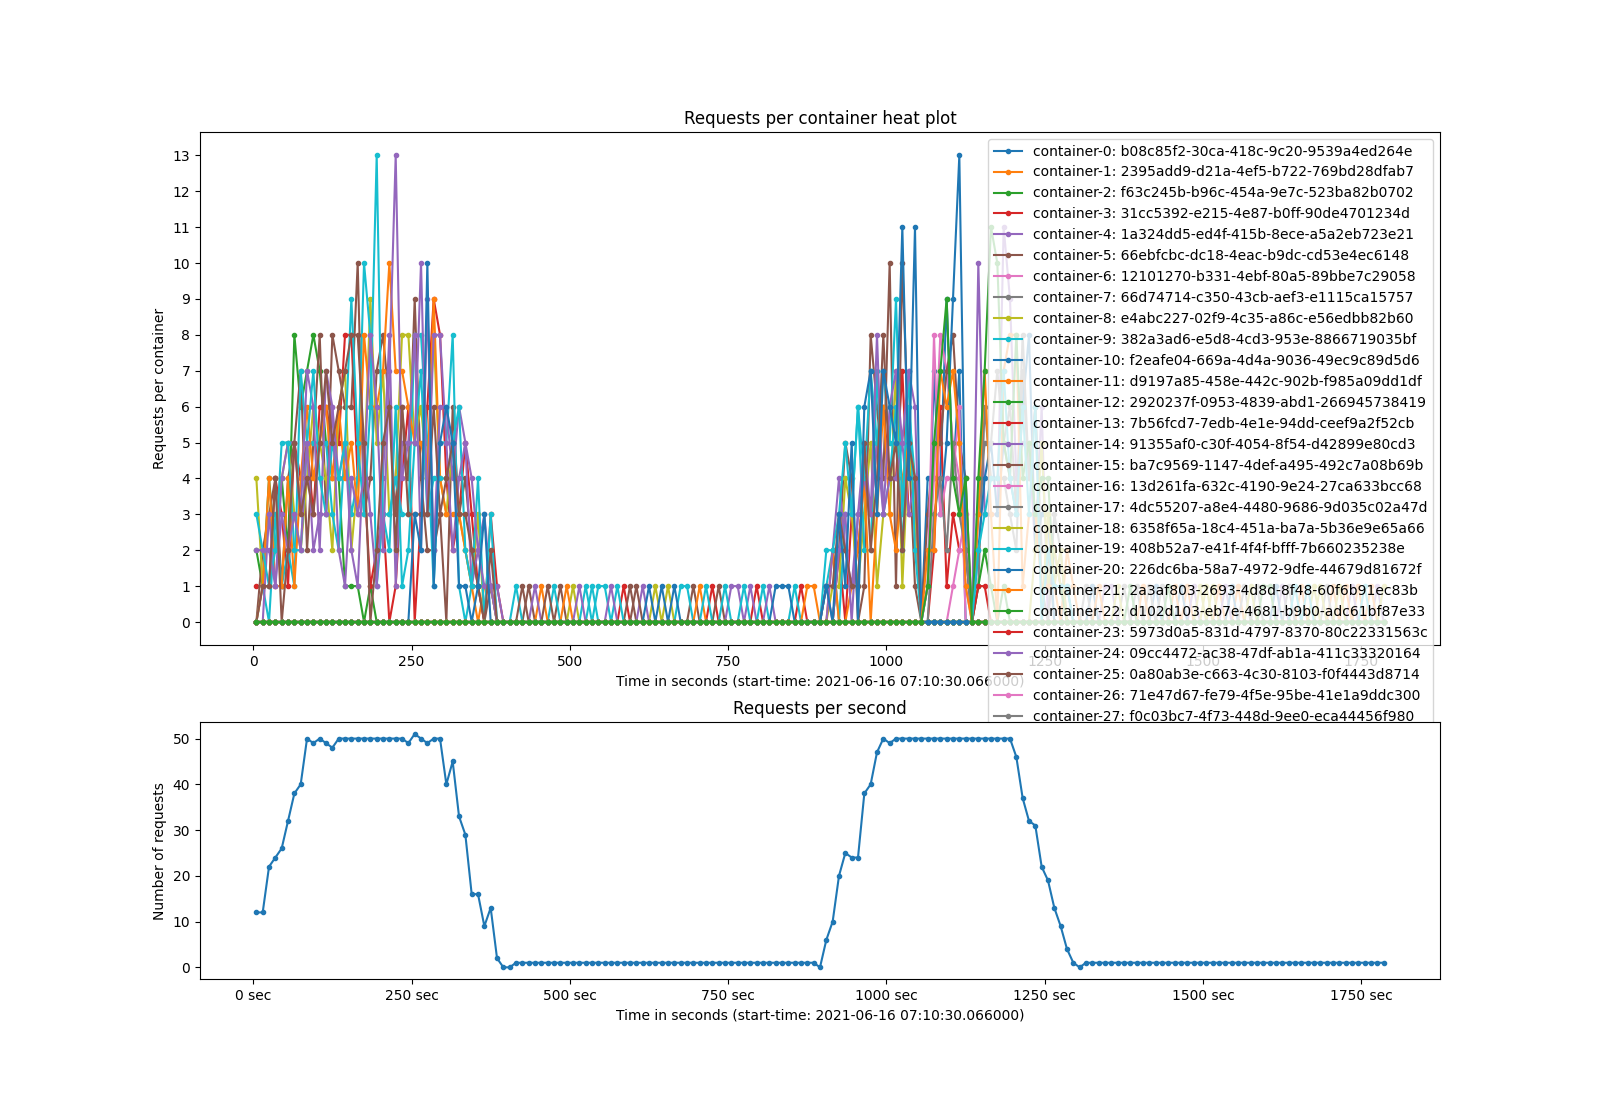 Requests per container heat plot
Requests per container
13
12
11
10
9
8
7
6
5
4
3
2
1
0
container-0: b08c85f2-30ca-418c-9c20-9539a4ed264e
container-1: 2395add9-d21a-4ef5-b722-769bd28dfab7
container-2: f63c245b-b96c-454a-9e7c-523ba82b0702
container-3: 31cc5392-e215-4e87-b0ff-90de4701234d
container-4: 1a324dd5-ed4f-415b-8ece-a5a2eb723e21
container-5: 66ebfcbc-dc18-4eac-b9dc-cd53e4ec6148
container-6: 12101270-b331-4ebf-80a5-89bbe7c29058
container-7: 66d74714-c350-43cb-aef3-e1115ca15757
container-8: e4abc227-02f9-4c35-a86c-e56edbb82b60
container-9: 382a3ad6-e5d8-4cd3-953e-8866719035bf
container-10: f2eafe04-669a-4d4a-9036-49ec9c89d5d6
container-11: d9197a85-458e-442c-902b-f985a09dd1df
container-12: 2920237f-0953-4839-abd1-266945738419
container-13: 7b56fcd7-7edb-4e1e-94dd-ceef9a2f52cb
container-14: 91355af0-c30f-4054-8f54-d42899e80cd3
container-15: ba7c9569-1147-4def-a495-492c7a08b69b
container-16: 13d261fa-632c-4190-9e24-27ca633bcc68
container-17: 4dc55207-a8e4-4480-9686-9d035c02a47d
container-18: 6358f65a-18c4-451a-ba7a-5b36e9e65a66
container-19: 408b52a7-e41f-4f4f-bfff-7b660235238e
container-20: 226dc6ba-58a7-4972-9dfe-44679d81672f
container-21: 2a3af803-2693-4d8d-8f48-60f6b91ec83b
container-22: d102d103-eb7e-4681-b9b0-adc61bf87e33
container-23: 5973d0a5-831d-4797-8370-80c22331563c
container-24: 09cc4472-ac38-47df-ab1a-411c33320164
container-25: 0a80ab3e-c663-4c30-8103-f0f4443d8714
container-26: 71e47d67-fe79-4f5e-95be-41e1a9ddc300
container-27: f0c03bc7-4f73-448d-9ee0-eca44456f980
0 250 500 750 1000 1250 1500 1750
Time in seconds (start-time: 2021-06-16 07:10:30.066000)
Requests per second
Number of requests
50
40
30
20
10
0
0 sec 250 sec 500 sec 750 sec 1000 sec 1250 sec 1500 sec 1750 sec
Time in seconds (start-time: 2021-06-16 07:10:30.066000)